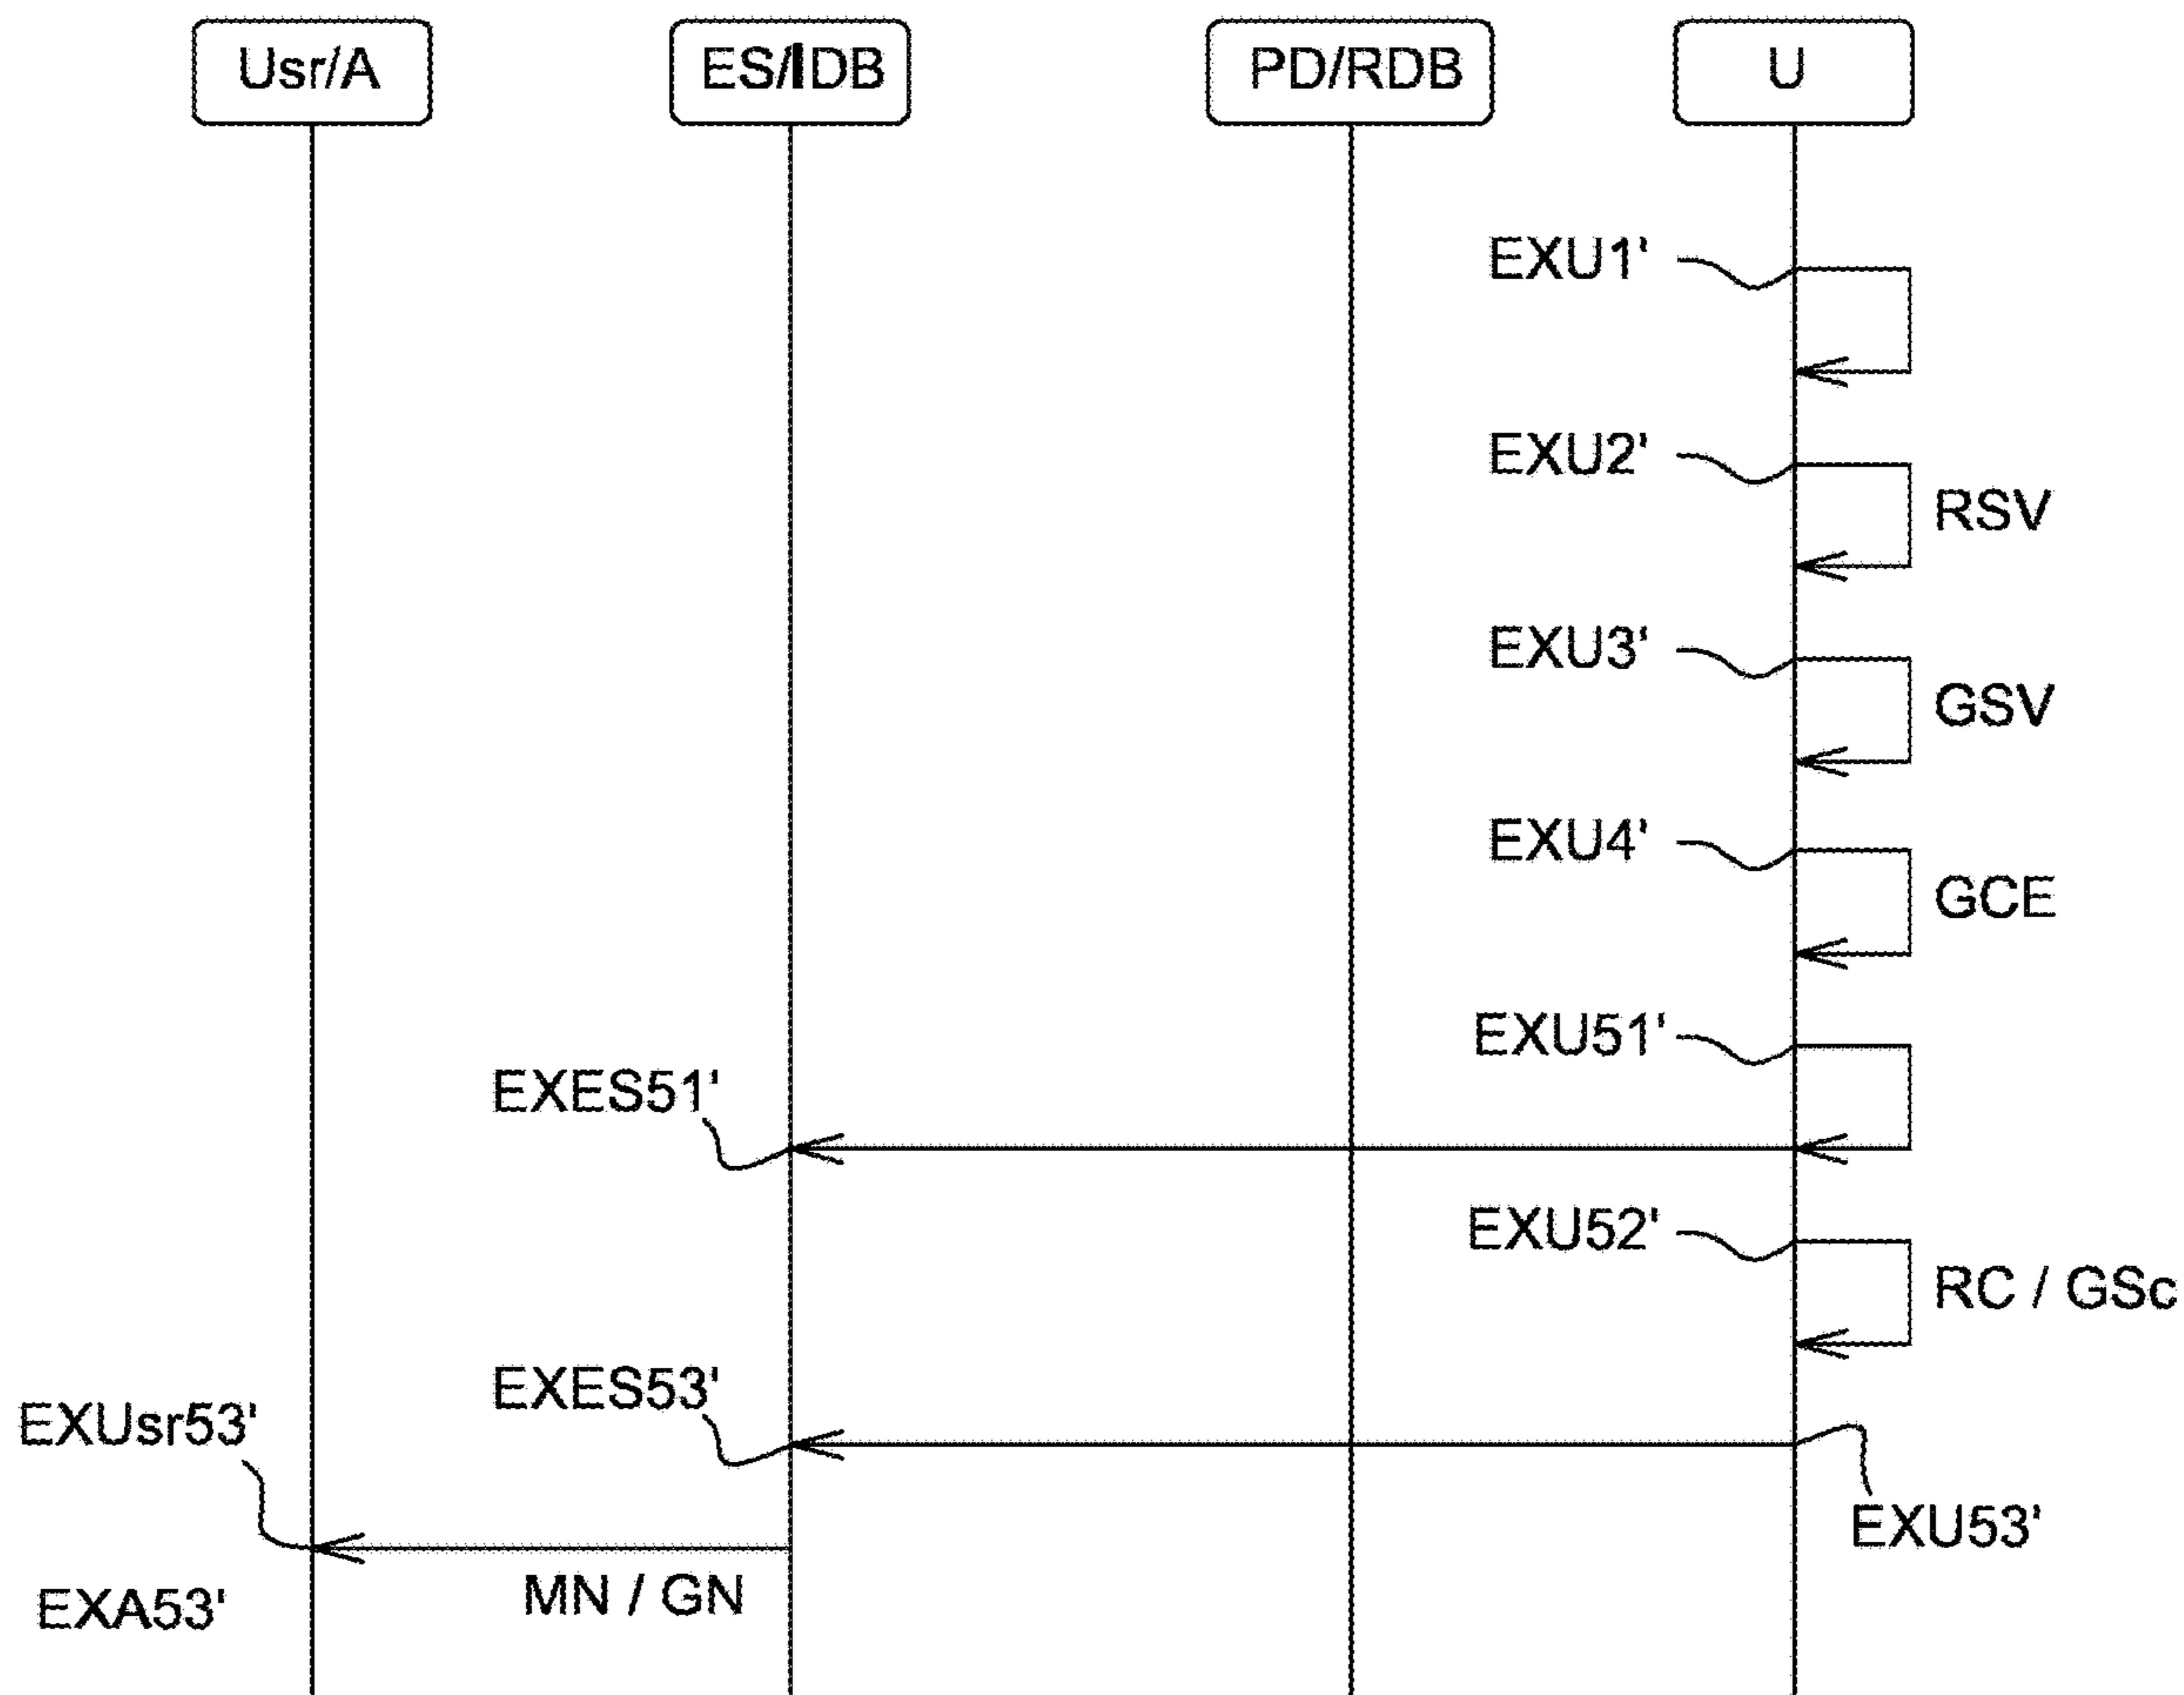 Usr/A
ES/IDB
PD/RDB
U
EXU1'
EXU2'
RSV
EXU3'
GSV
EXU4'
GCE
EXU51'
EXES51'
EXU52'
RC / GSc
EXES53'
EXUsr53'
EXU53'
MN / GN
EXA53'